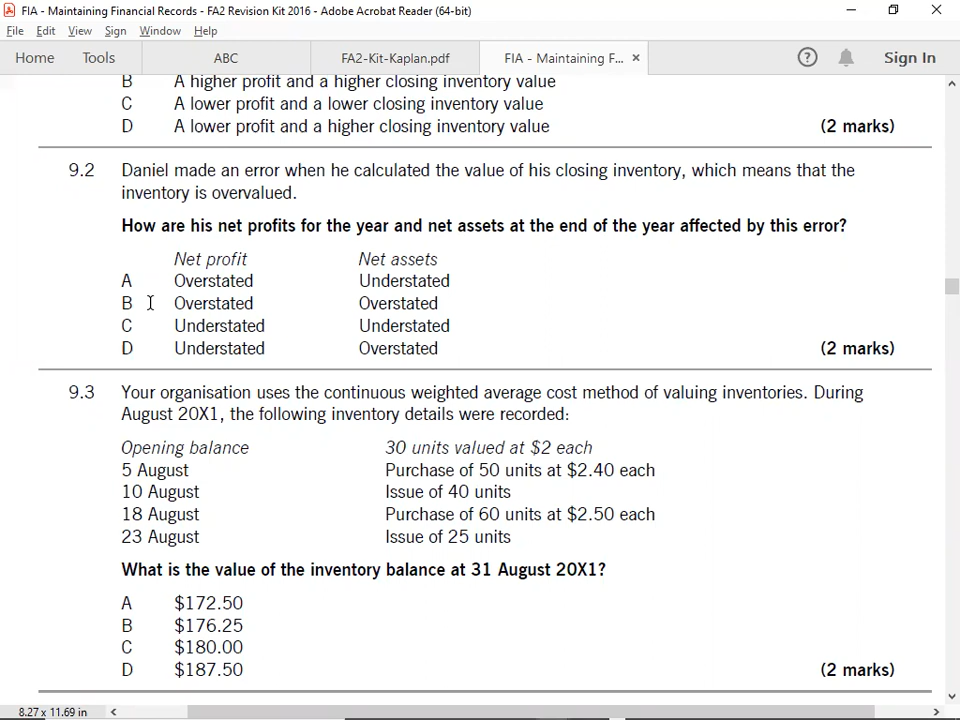 FIA - Maintaining Financial Records - FA2 Revision Kit 2016 - Adobe Acrobat Reader (64-bit)
File Edit View Sign Window Help
Home Tools ABC FA2-Kit-Kaplan.pdf FIA - Maintaining F... × ? Sign In
B A higher profit and a higher closing inventory value
C A lower profit and a lower closing inventory value
D A lower profit and a higher closing inventory value (2 marks)
9.2 Daniel made an error when he calculated the value of his closing inventory, which means that the
inventory is overvalued.
How are his net profits for the year and net assets at the end of the year affected by this error?
Net profit Net assets
A Overstated Understated
B Overstated Overstated
C Understated Understated
D Understated Overstated (2 marks)
9.3 Your organisation uses the continuous weighted average cost method of valuing inventories. During
August 20X1, the following inventory details were recorded:
Opening balance 30 units valued at $2 each
5 August Purchase of 50 units at $2.40 each
10 August Issue of 40 units
18 August Purchase of 60 units at $2.50 each
23 August Issue of 25 units
What is the value of the inventory balance at 31 August 20X1?
A $172.50
B $176.25
C $180.00
D $187.50 (2 marks)
8.27 x 11.69 in